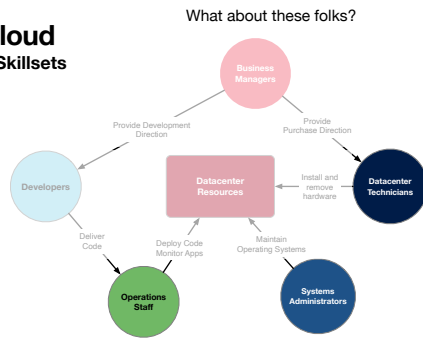 What about these folks?
loud
Skillsets
Business
Managers
Provide Development
Direction
Provide
Purchase Direction
Developers
Datacenter
Resources
Install and
remove
hardware
Datacenter
Technicians
Deliver
Code
Deploy Code
Monitor Apps
Maintain
Operating Systems
Operations
Staff
Systems
Administrators